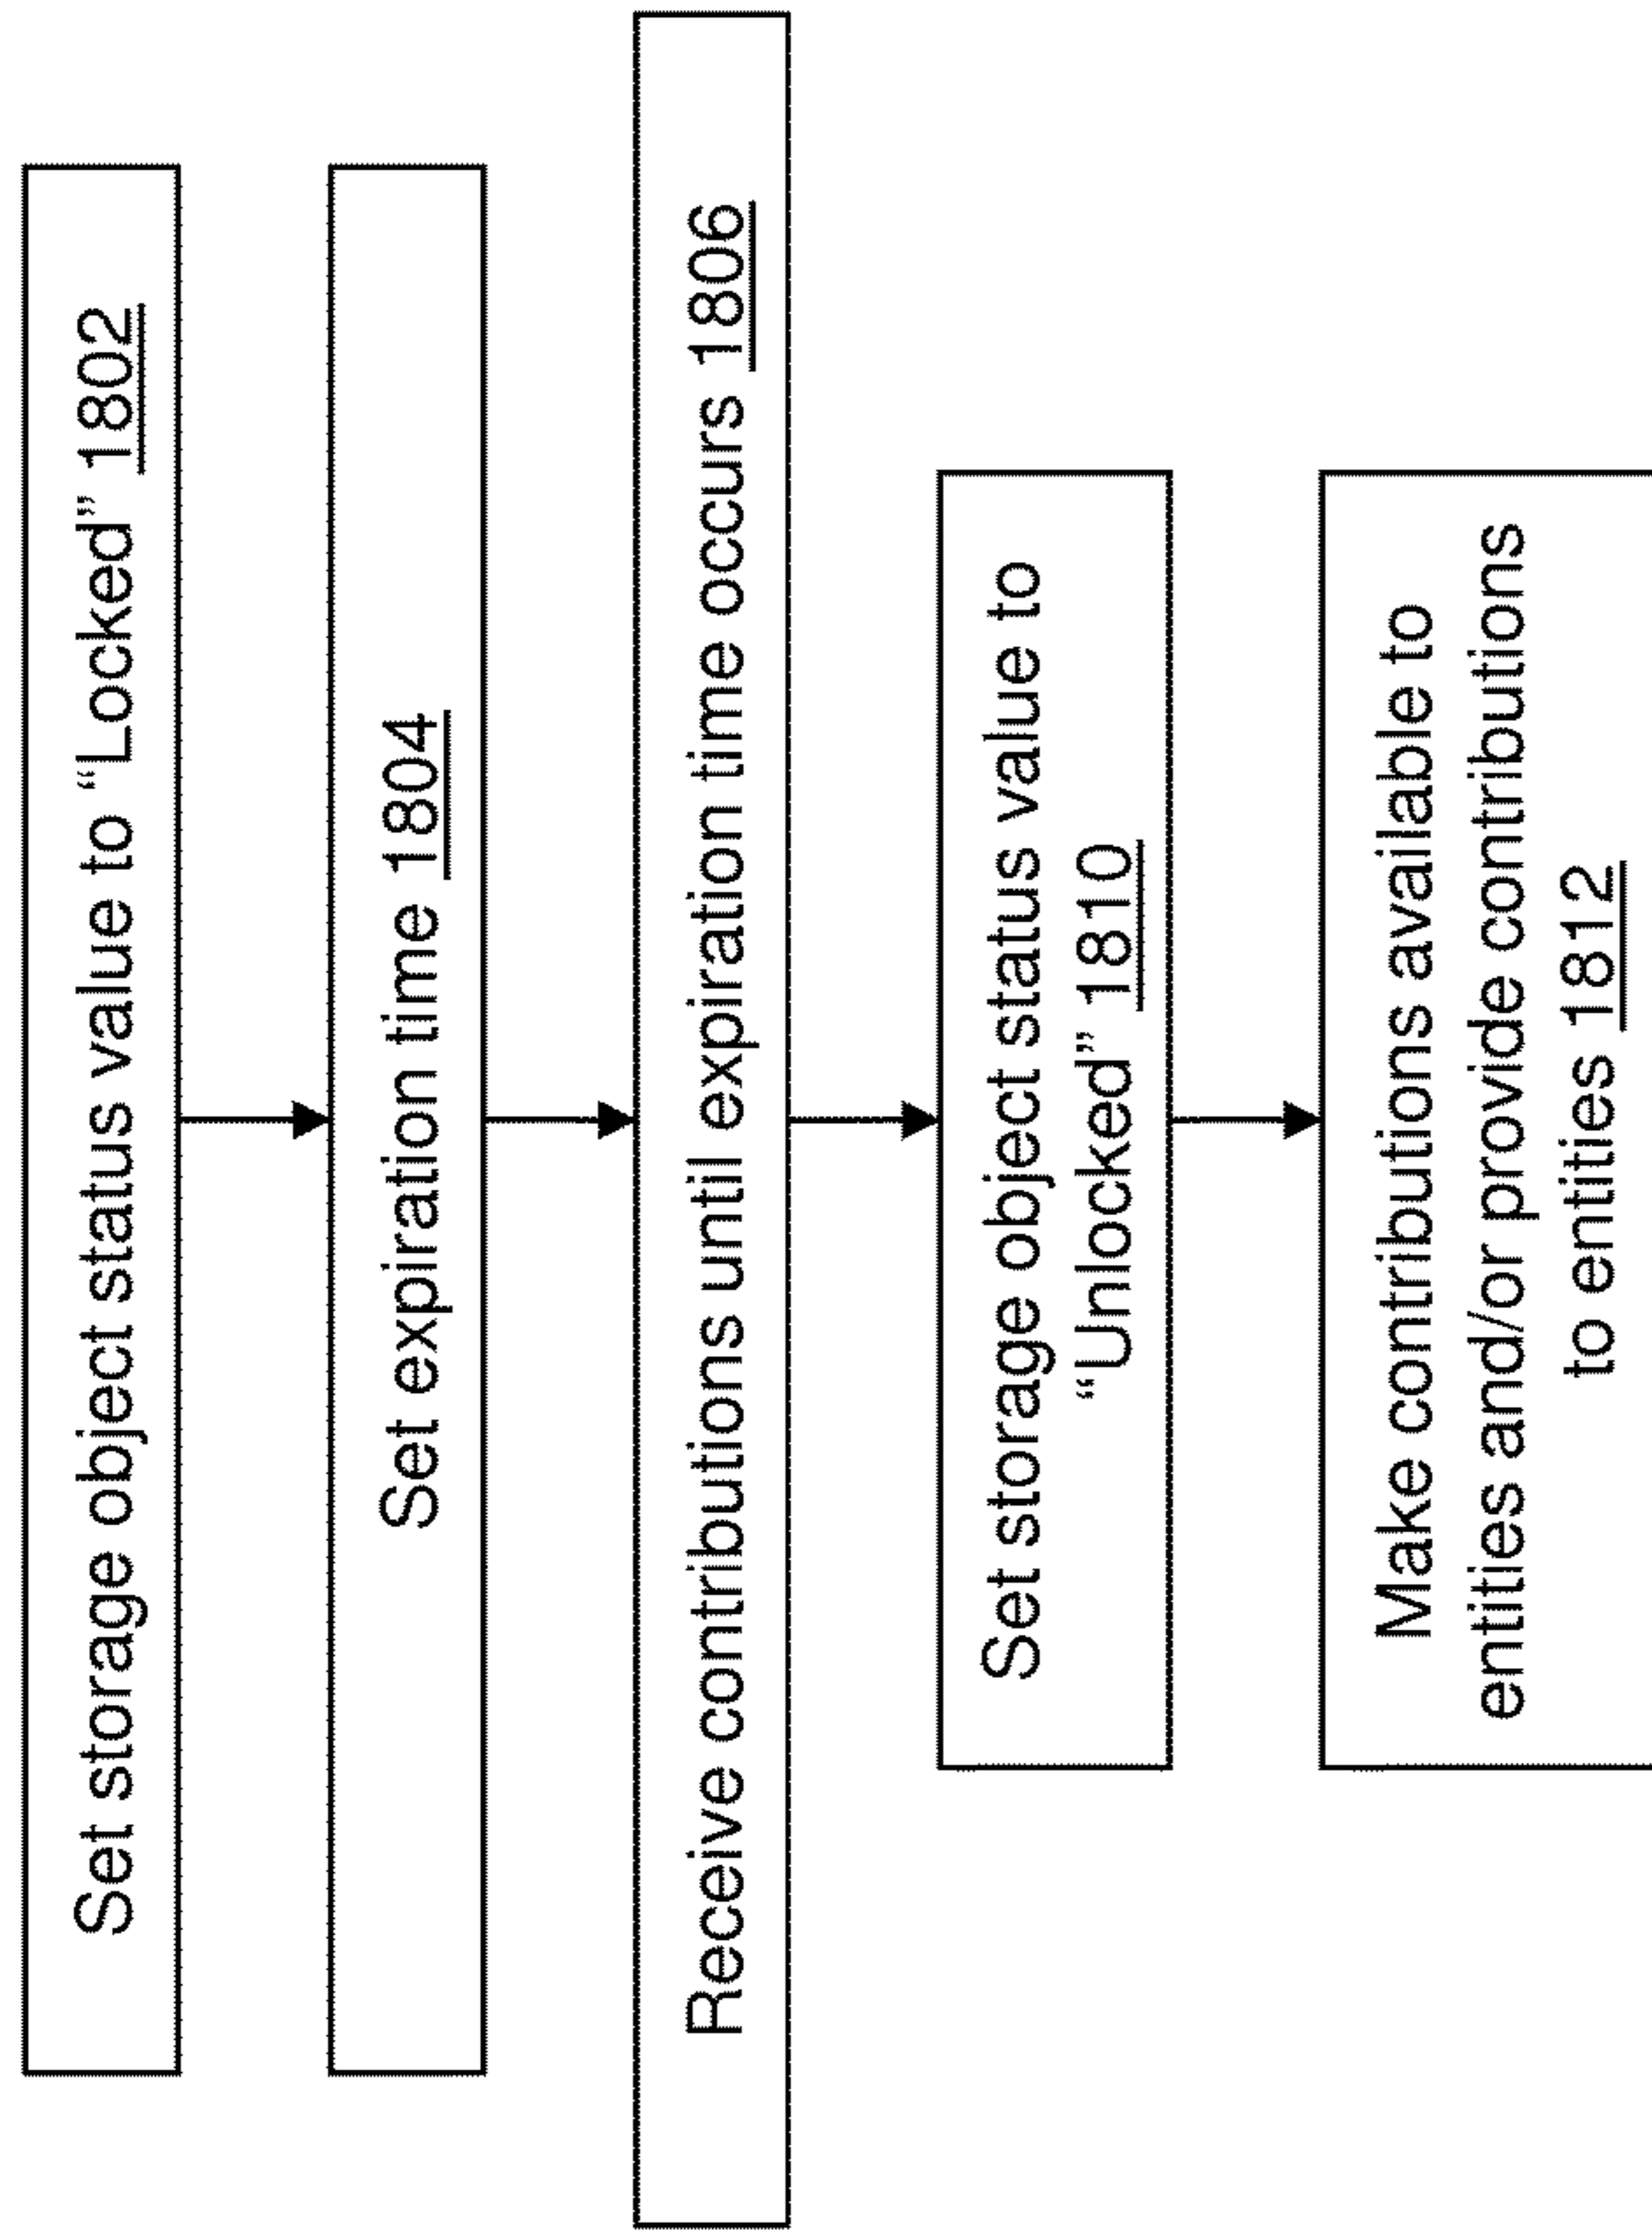 Set storage object status value to “Locked” 1802
Set expiration time 1804
Receive contributions until expiration time occurs 1806
Set storage object status value to
“Unlocked” 1810
Make contributions available to
entities and/or provide contributions
to entities 1812